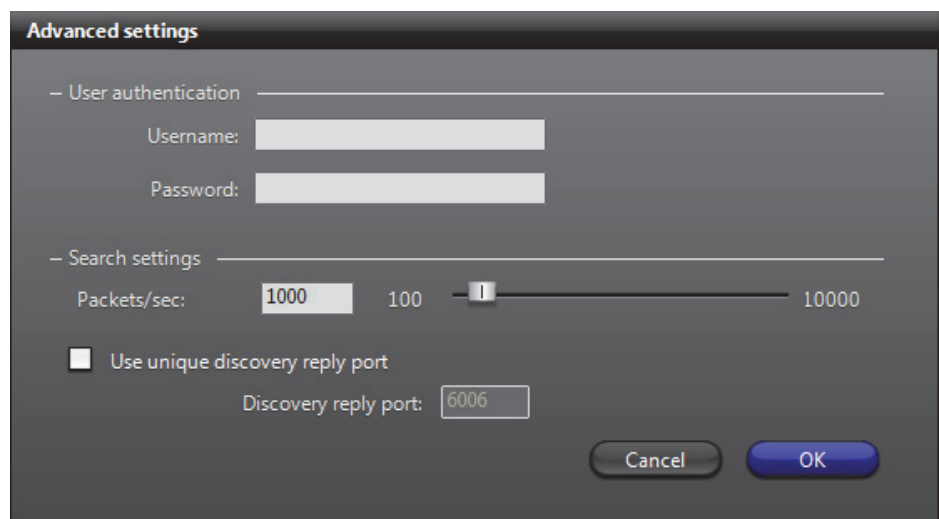 Advanced settings
User authentication
Username:
Password:
Search settings
Packets/sec: 1000 100 10000
Use unique discovery reply port
Discovery reply port: 6006
Cancel OK